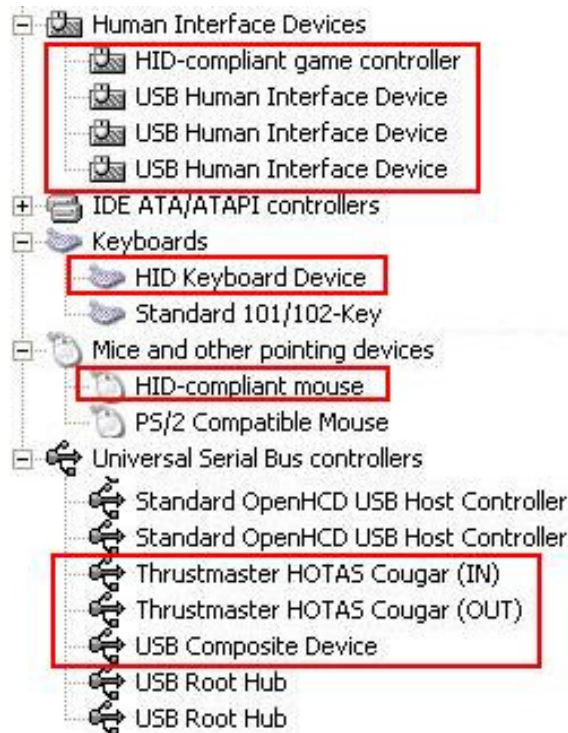 Human Interface Devices
HID-compliant game controller
USB Human Interface Device
USB Human Interface Device
USB Human Interface Device
IDE ATA/ATAPI controllers
Keyboards
HID Keyboard Device
Standard 101/102-Key
Mice and other pointing devices
HID-compliant mouse
PS/2 Compatible Mouse
Universal Serial Bus controllers
Standard OpenHCD USB Host Controller
Standard OpenHCD USB Host Controller
Thrustmaster HOTAS Cougar (IN)
Thrustmaster HOTAS Cougar (OUT)
USB Composite Device
USB Root Hub
USB Root Hub